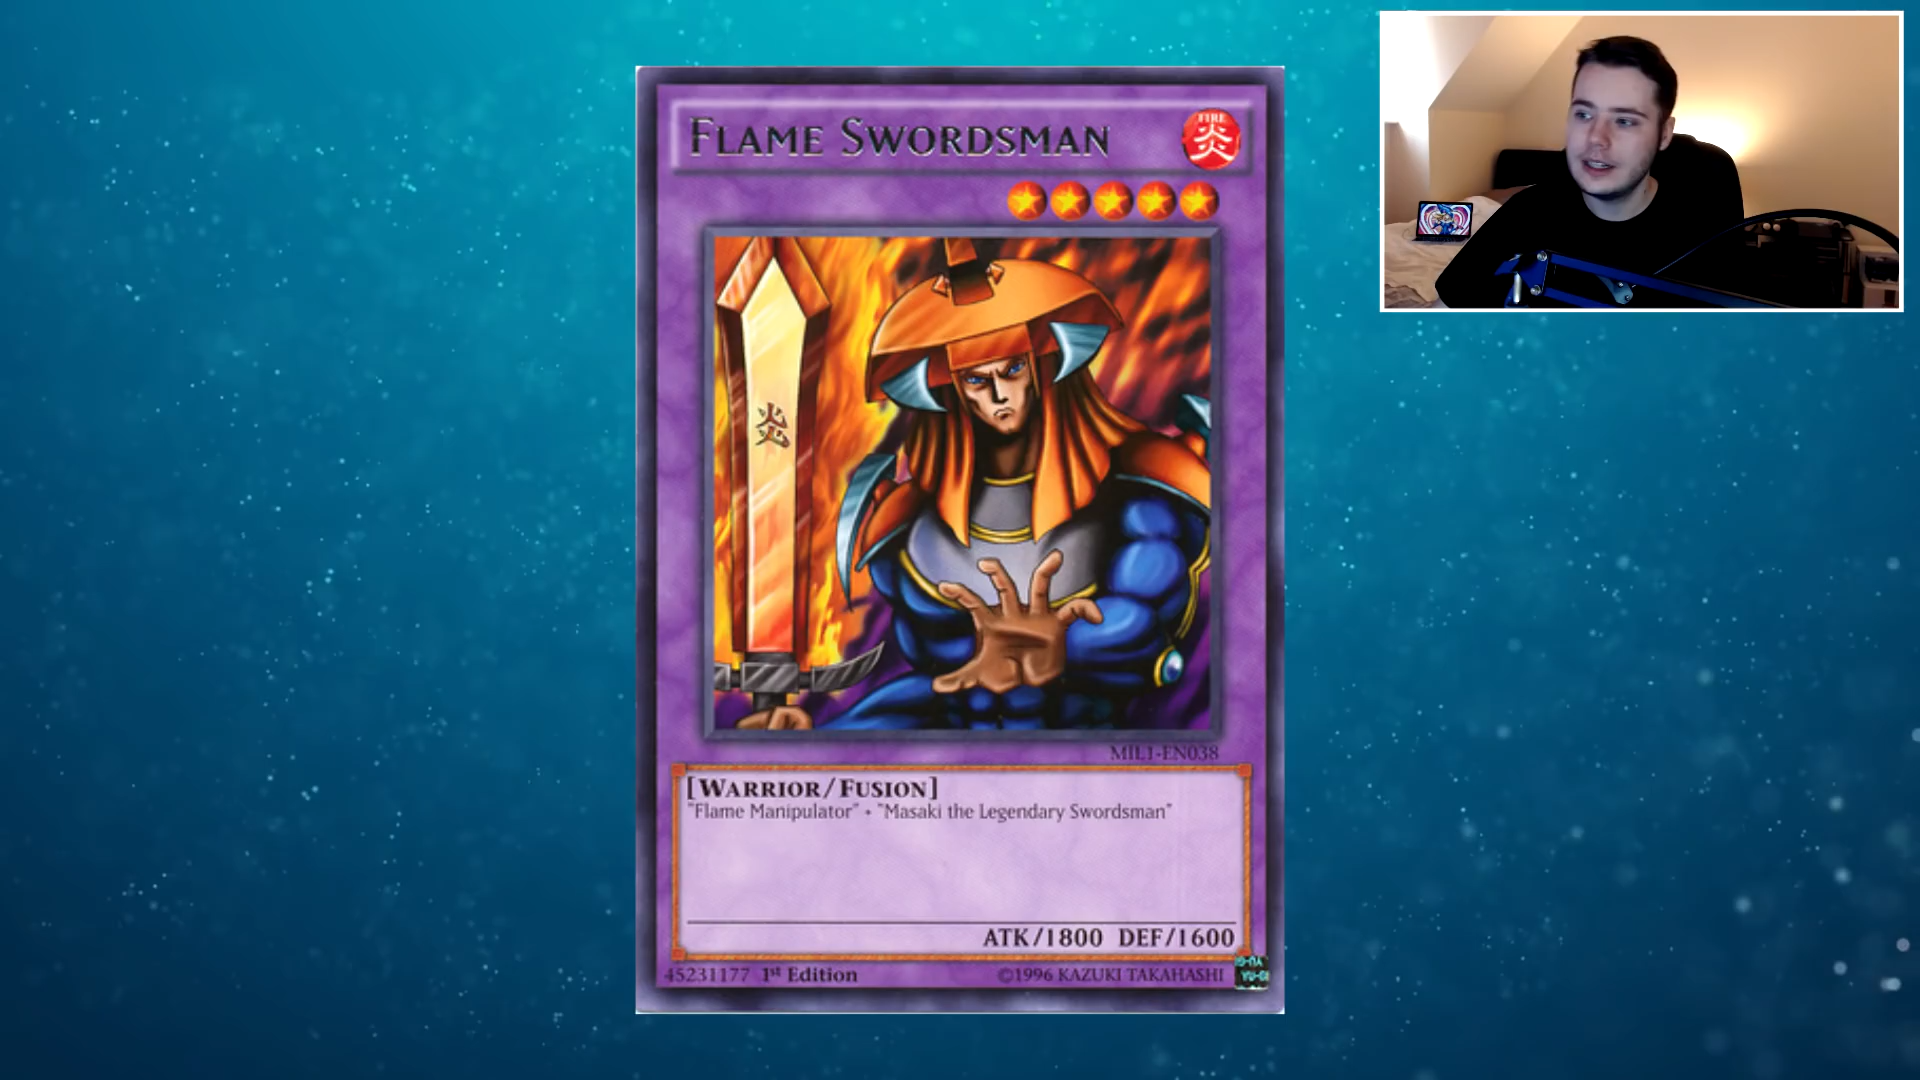 FLAME SWORDSMAN
FIRE
炎
炎
MIL1-EN038
[WARRIOR/FUSION]
"Flame Manipulator" + "Masaki the Legendary Swordsman"
ATK/1800 DEF/1600
45231177 1st Edition
©1996 KAZUKI TAKAHASHI